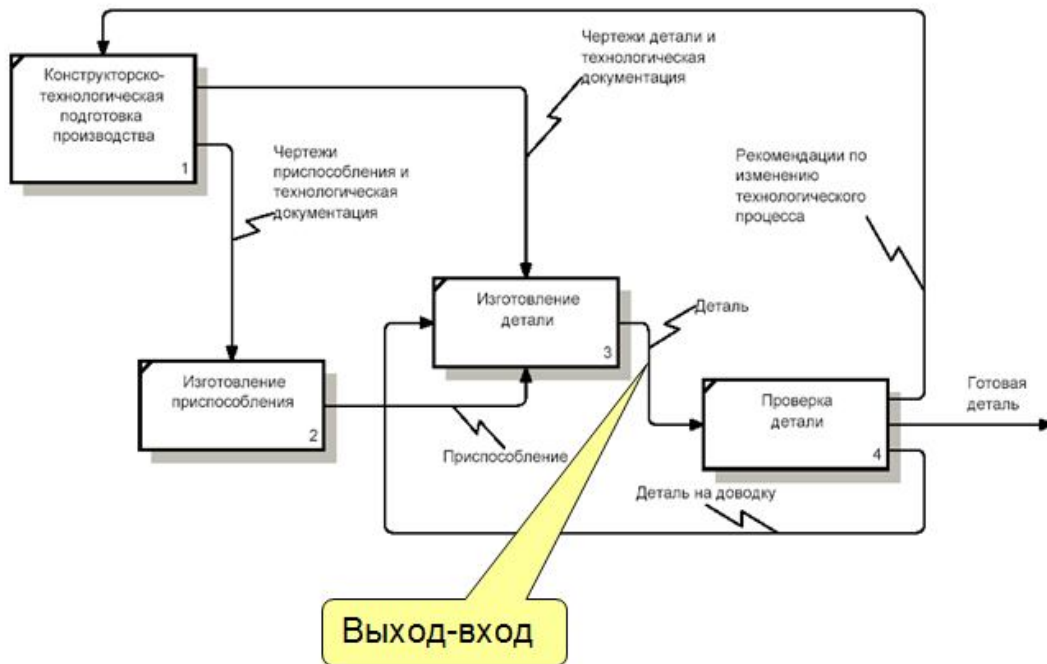 Конструкторско-
технологическая
подготовка
производства
1
Чертежи детали и
технологическая
документация
Чертежи
приспособления и
технологическая
документация
Рекомендации по
изменению
технологического
процесса
Изготовление
детали
3
Деталь
Изготовление
приспособления
2
Приспособление
Проверка
детали
4
Готовая
деталь
Деталь на доводку
Выход-вход